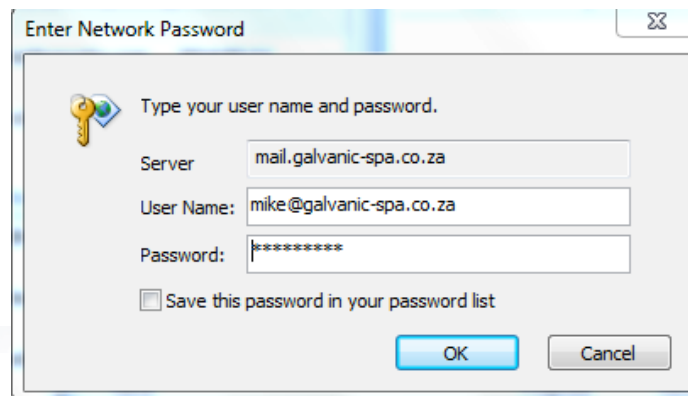 Enter Network Password
Type your user name and password.
Server mail.galvanic-spa.co.za
User Name: mike@galvanic-spa.co.za
Password: *********
Save this password in your password list
OK Cancel